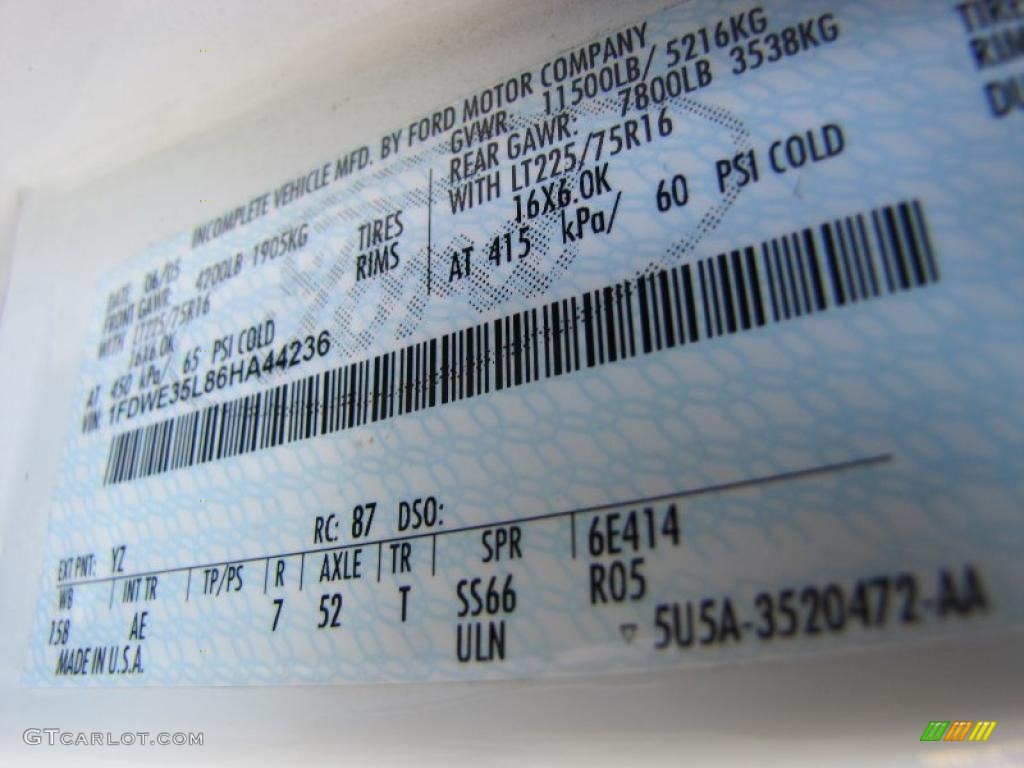 INCOMPLETE VEHICLE MFD. BY FORD MOTOR COMPANY
DATE: 06/05 GVWR: 11500LB/ 5216KG
FRONT GAWR: 4200LB 1905KG REAR GAWR: 7800LB 3538KG
WITH LT225/75R16 TIRES WITH LT225/75R16 TIRES
16X6.0K RIMS 16X6.0K RIMS
AT 450 kPa/ 65 PSI COLD AT 415 kPa/ 60 PSI COLD DU
VIN: 1FDWE35L86HA44236
EXT PNT: YZ RC: 87 DSO:
WB INT TR TP/PS R AXLE TR SPR 6E414
158 AE 7 52 T SS66 R05
MADE IN U.S.A. ULN ▽ 5U5A-3520472-AA
GTCARLOT.COM